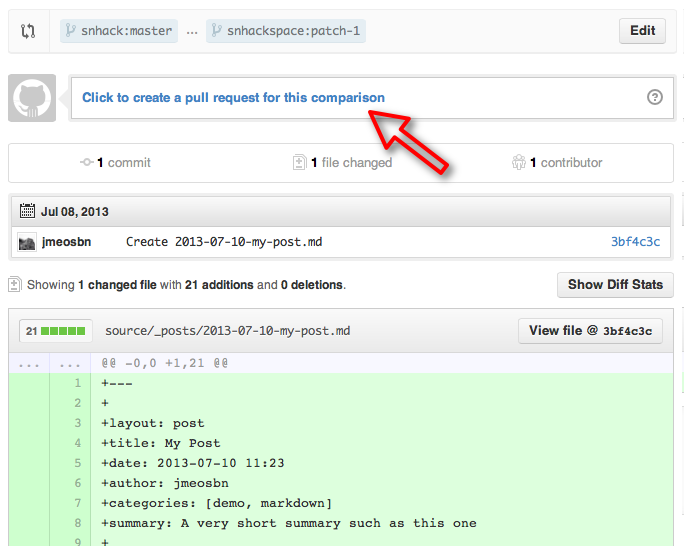 snhack:master ... snhackspace:patch-1 Edit
Click to create a pull request for this comparison
1 commit 1 file changed 1 contributor
Jul 08, 2013
jmeosbn Create 2013-07-10-my-post.md 3bf4c3c
Showing 1 changed file with 21 additions and 0 deletions. Show Diff Stats
21 source/_posts/2013-07-10-my-post.md View file @ 3bf4c3c
... ... @@ -0,0 +1,21 @@
1 +---
2 +
3 +layout: post
4 +title: My Post
5 +date: 2013-07-10 11:23
6 +author: jmeosbn
7 +categories: [demo, markdown]
8 +summary: A very short summary such as this one
9 +